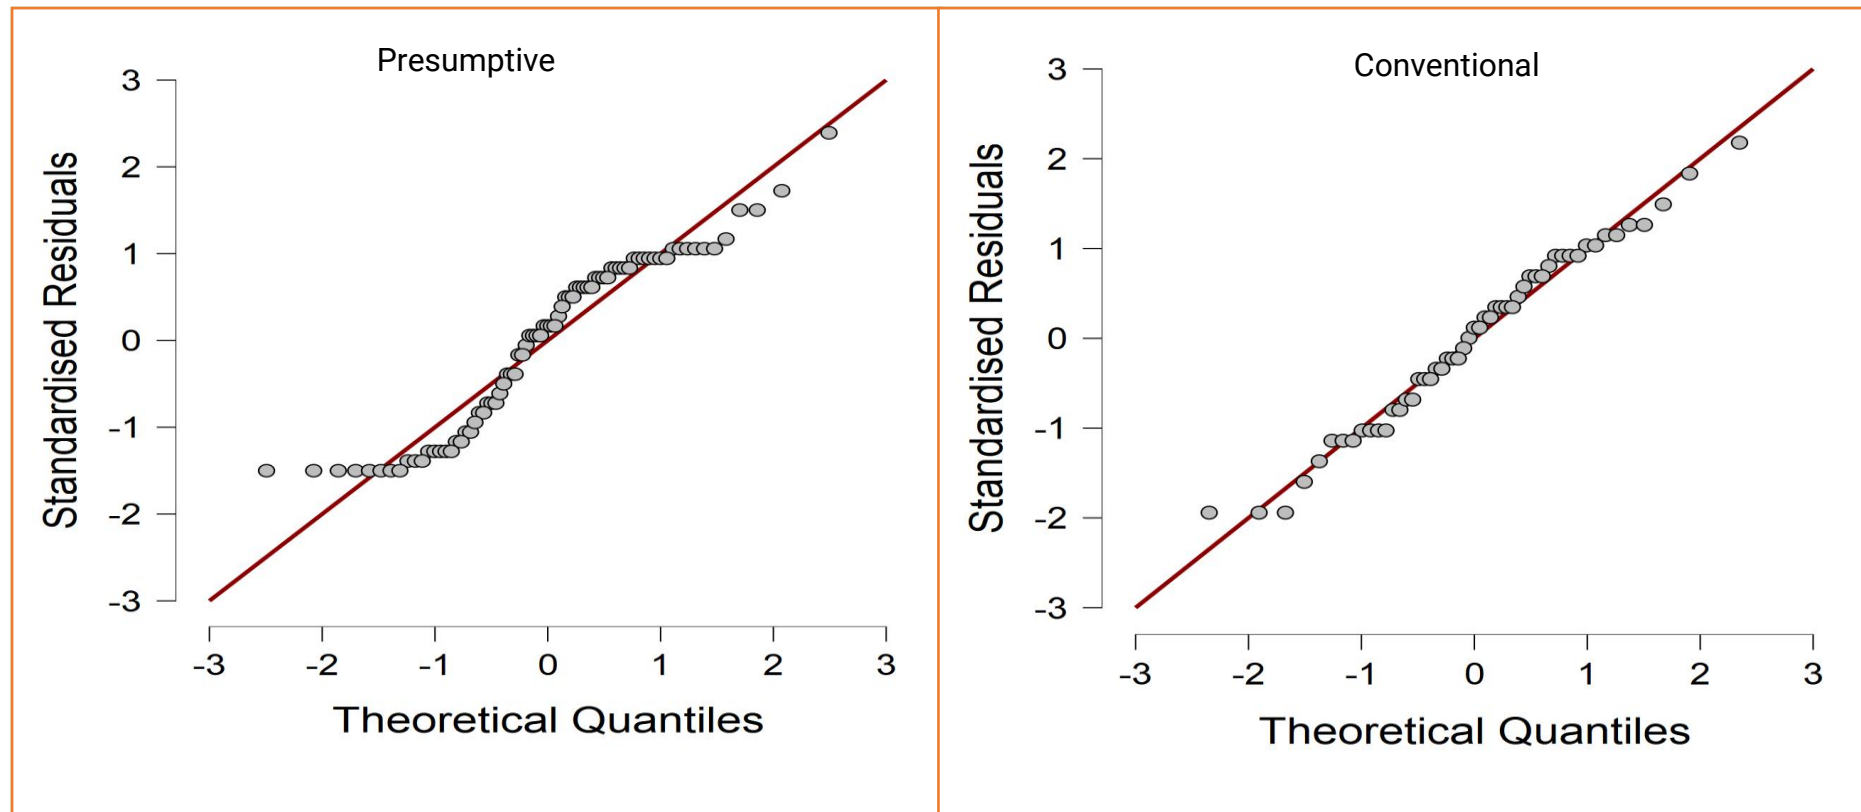 Presumptive
3
2
1
0
-1
-2
-3
Standardised Residuals
-3 -2 -1 0 1 2 3
Theoretical Quantiles
Conventional
3
2
1
0
-1
-2
-3
Standardised Residuals
-3 -2 -1 0 1 2 3
Theoretical Quantiles